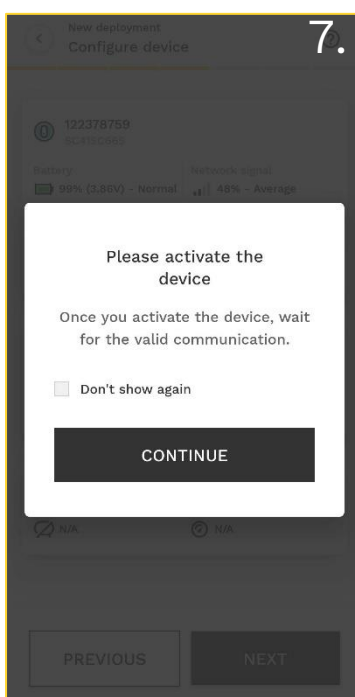 New deployment
7.
Configure device
122378759
Battery
Network signal
99% (3,86V) - Normal
48% - Average
Please activate the
device
Once you activate the device, wait
for the valid communication.
Don't show again
CONTINUE
N/A
N/A
PREVIOUS
NEXT